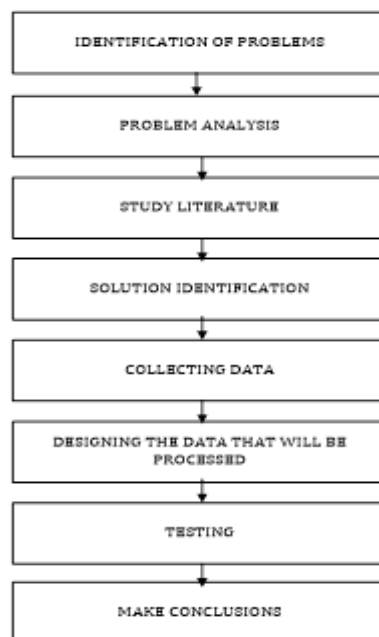 IDENTIFICATION OF PROBLEMS
PROBLEM ANALYSIS
STUDY LITERATURE
SOLUTION IDENTIFICATION
COLLECTING DATA
DESIGNING THE DATA THAT WILL BE
PROCESSED
TESTING
MAKE CONCLUSIONS